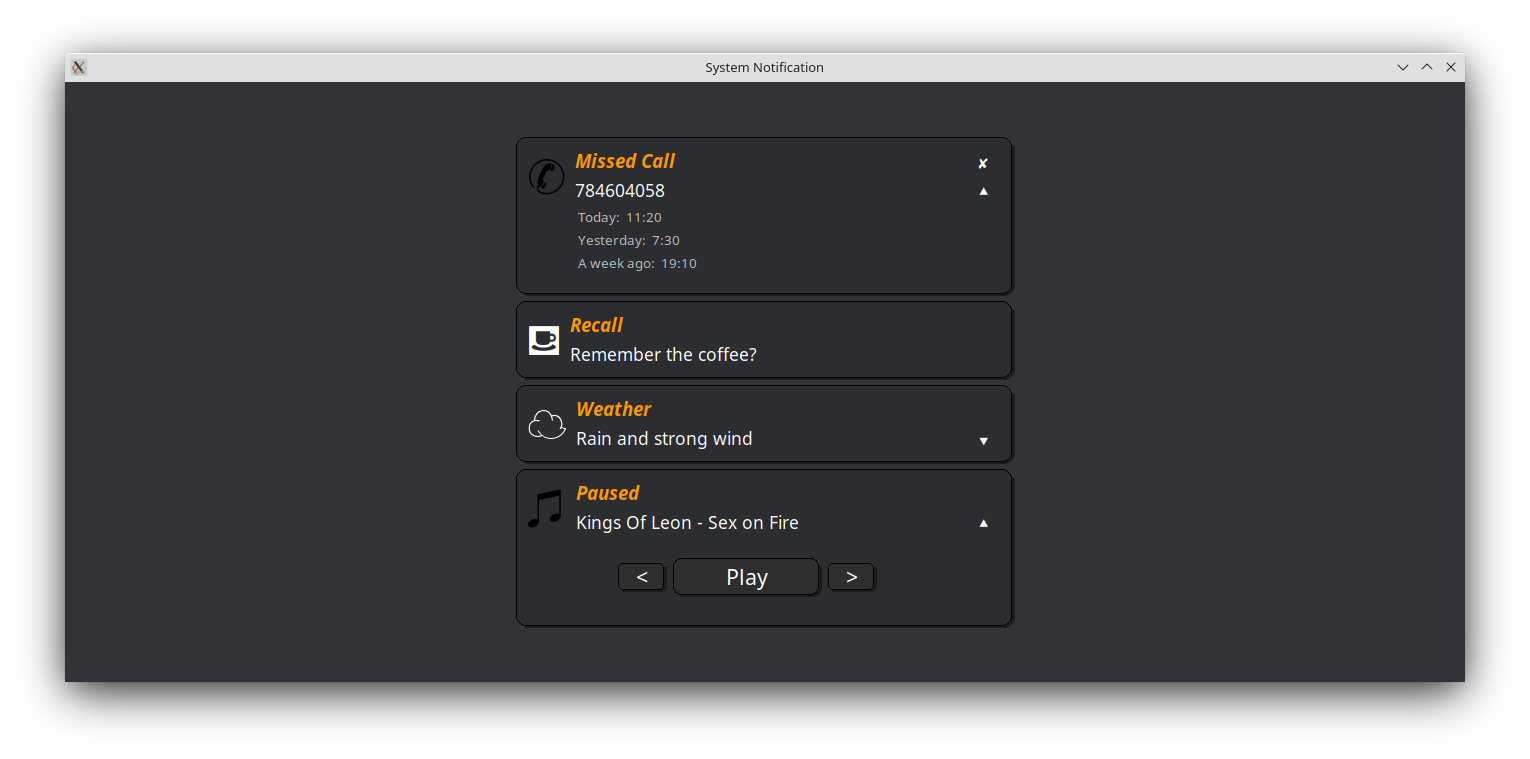 System Notification
Missed Call
784604058
Today: 11:20
Yesterday: 7:30
A week ago: 19:10
Recall
Remember the coffee?
Weather
Rain and strong wind
Paused
Kings Of Leon - Sex on Fire
< Play >